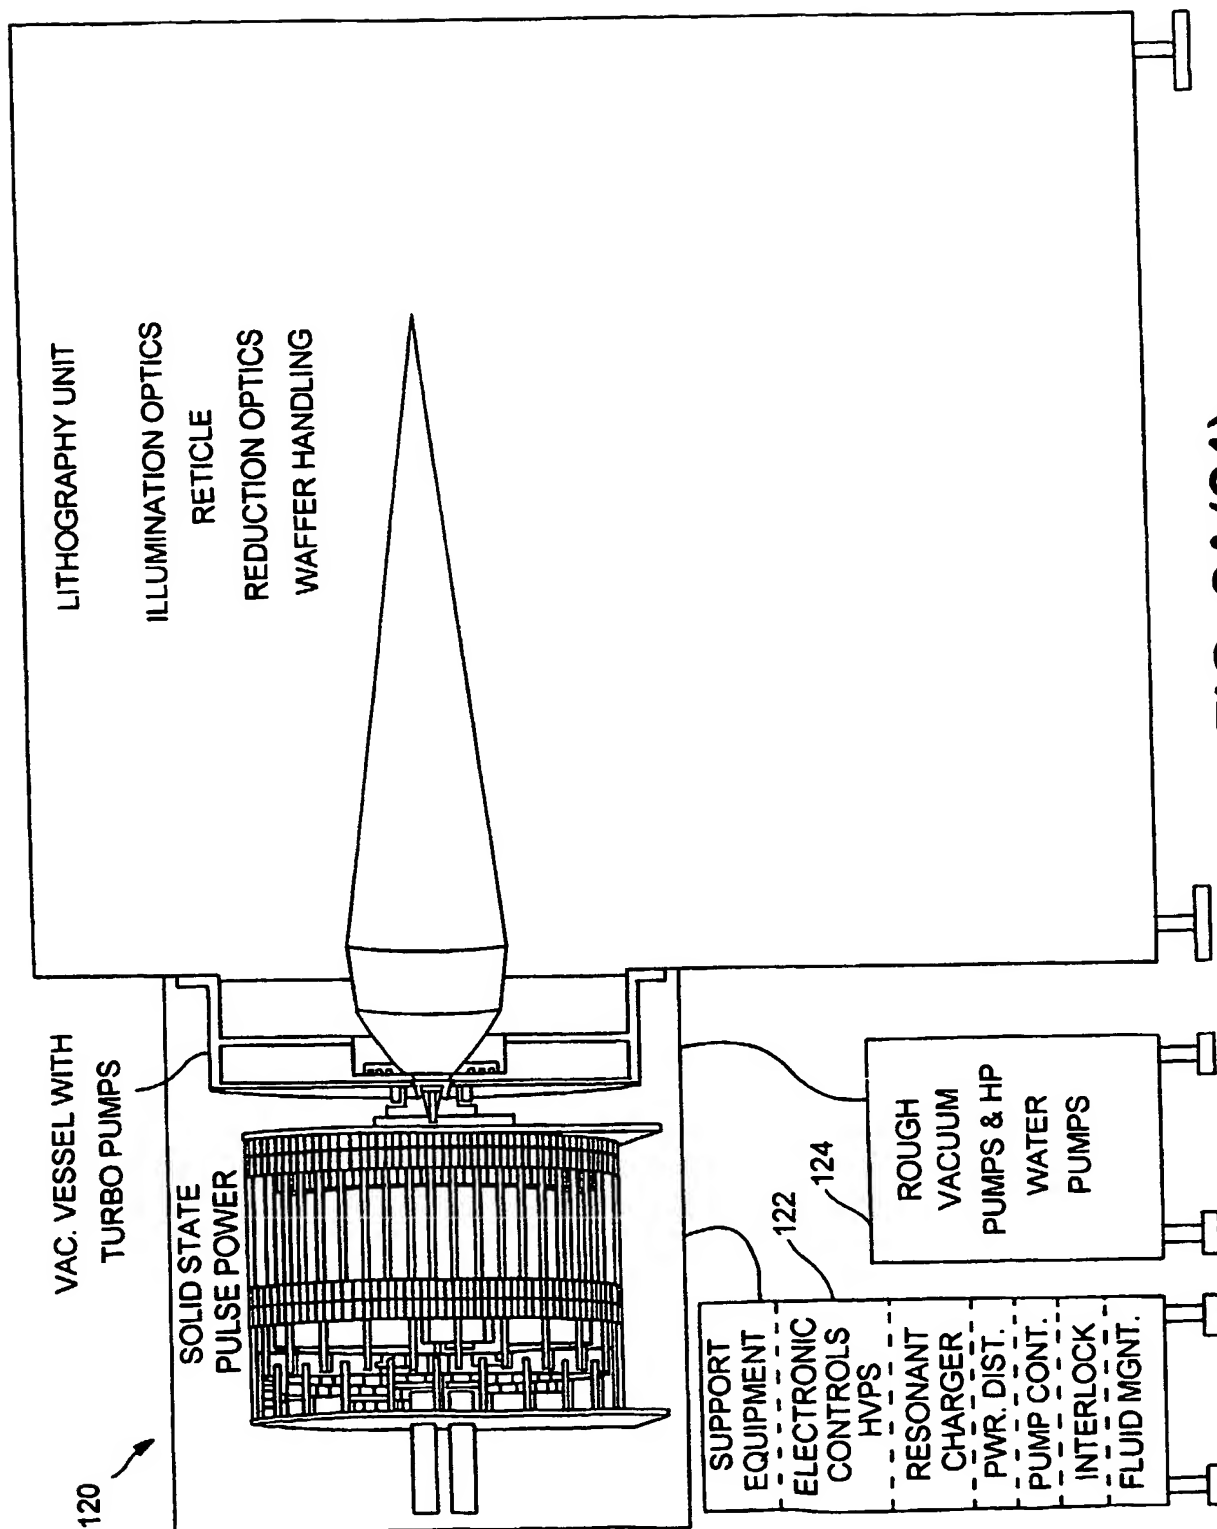 LITHOGRAPHY UNIT
ILLUMINATION OPTICS
RETICLE
REDUCTION OPTICS
WAFFER HANDLING
VAC. VESSEL WITH
TURBO PUMPS
SOLID STATE
PULSE POWER
120
SUPPORT
EQUIPMENT
ELECTRONIC
CONTROLS
HVPS
RESONANT
CHARGER
PWR. DIST.
PUMP CONT.
INTERLOCK
FLUID MGNT.
122
124
ROUGH
VACUUM
PUMPS & HP
WATER
PUMPS